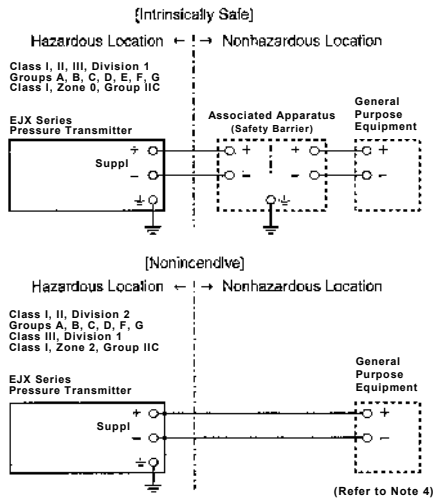 [Intrinsically Safe]
Hazardous Location ← → Nonhazardous Location
Class I, II, III, Division 1
Groups A, B, C, D, E, F, G
Class I, Zone 0, Group IIC
EJX Series
Pressure Transmitter
Associated Apparatus
(Safety Barrier)
General
Purpose
Equipment
+ + + +
Suppl
− − − −
[Nonincendive]
Hazardous Location ← → Nonhazardous Location
Class I, II, Division 2
Groups A, B, C, D, F, G
Class III, Division 1
Class I, Zone 2, Group IIC
EJX Series
Pressure Transmitter
General
Purpose
Equipment
+ +
Suppl
− −
(Refer to Note 4)